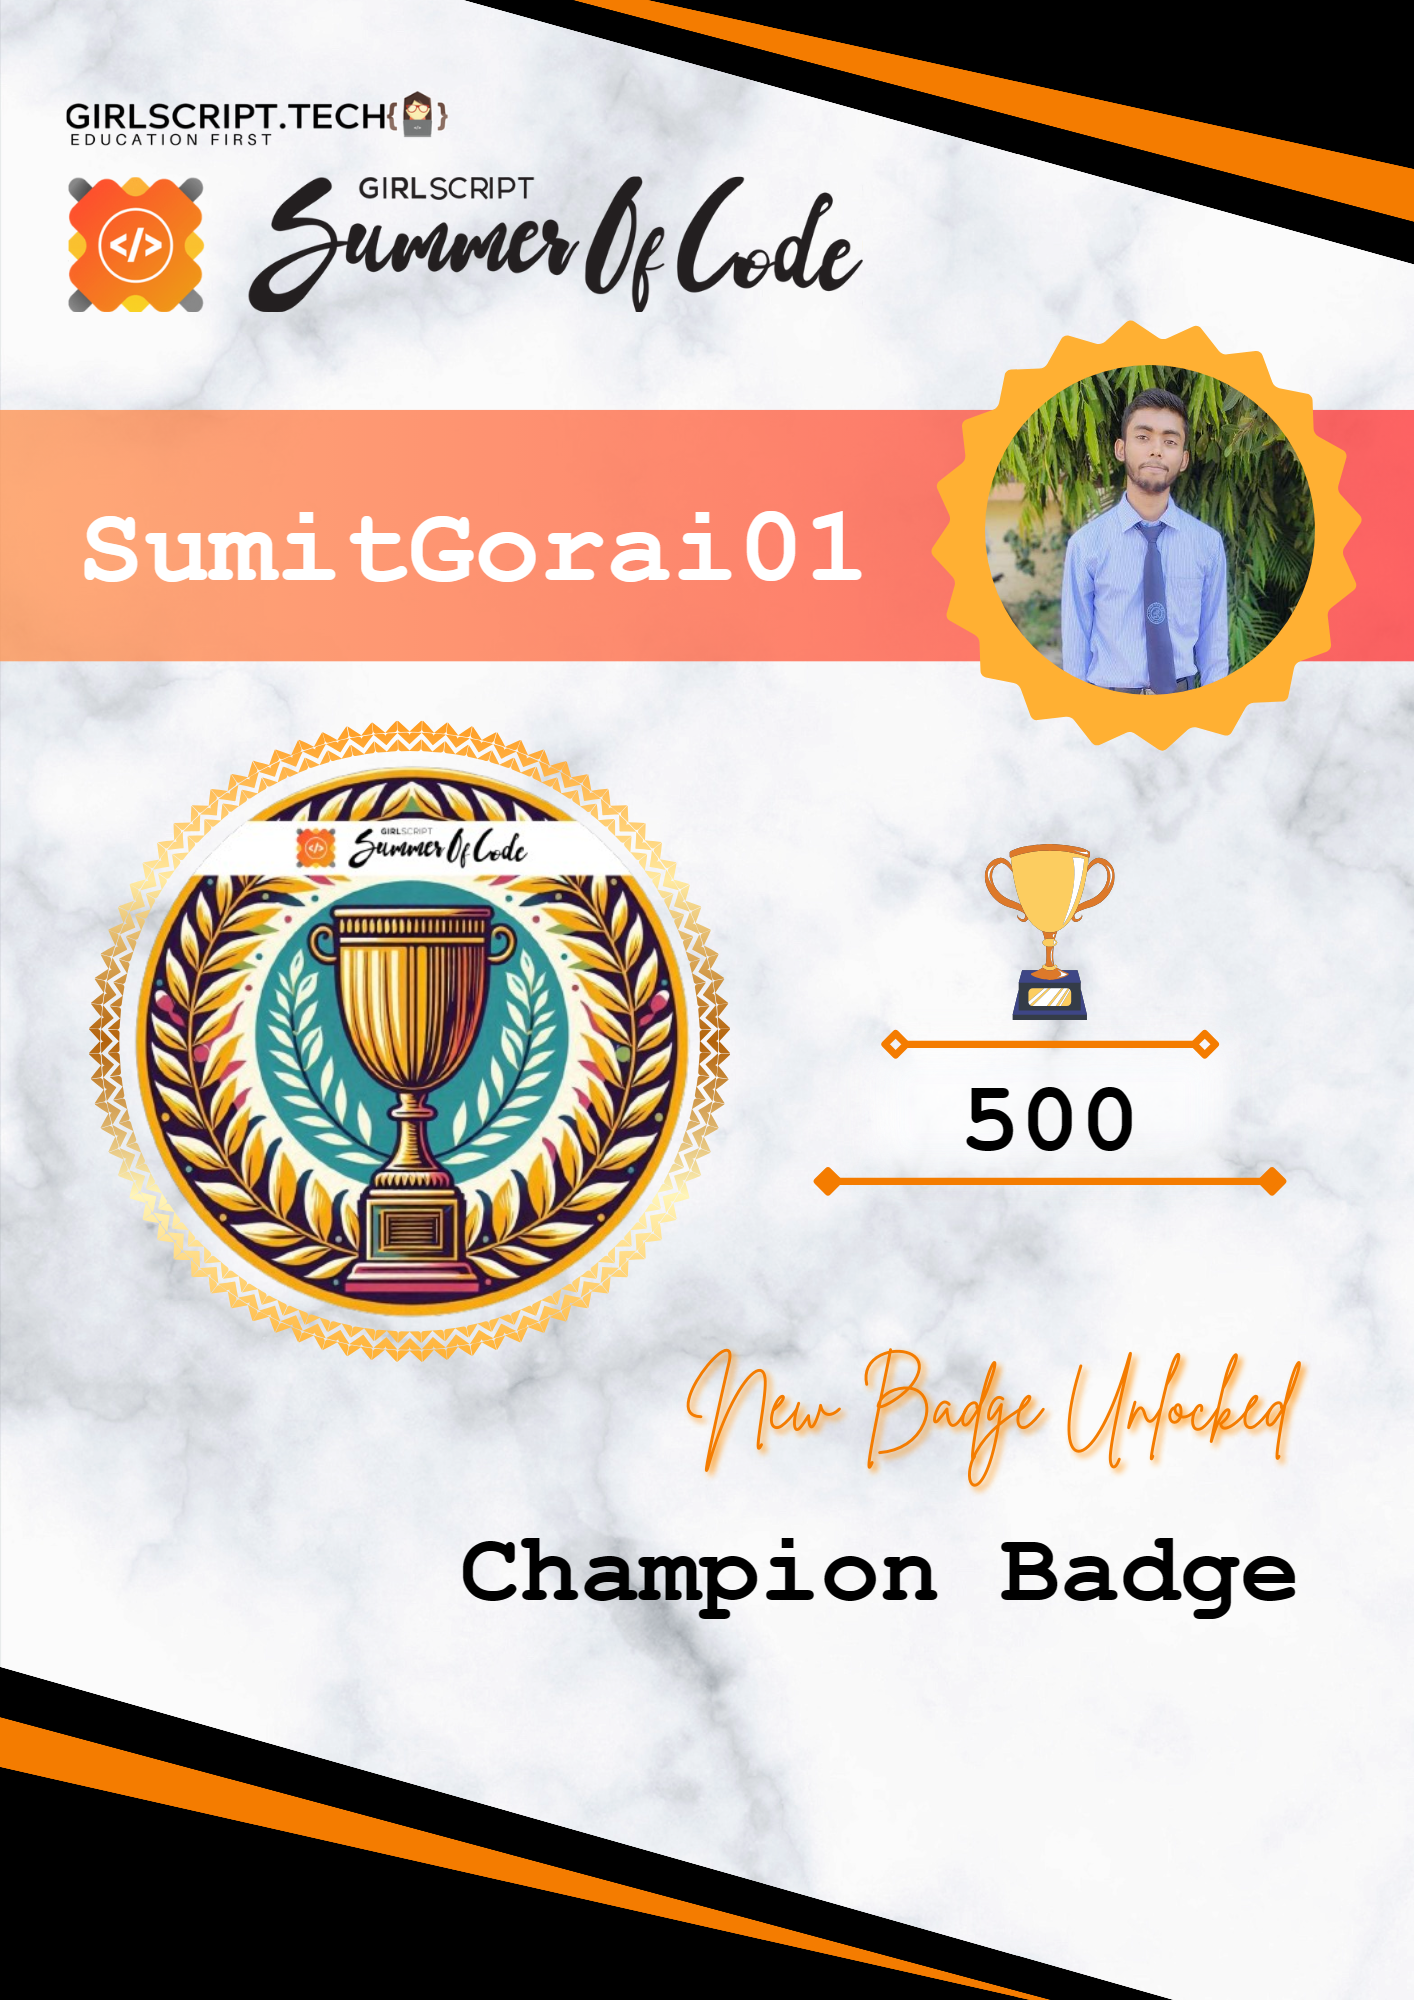 GIRLSCRIPT.TECH{ }
EDUCATION FIRST
GIRLSCRIPT
Summer Of Code
</>
SumitGorai01
GIRLSCRIPT
Summer Of Code
</>
500
New Badge Unlocked
Champion Badge